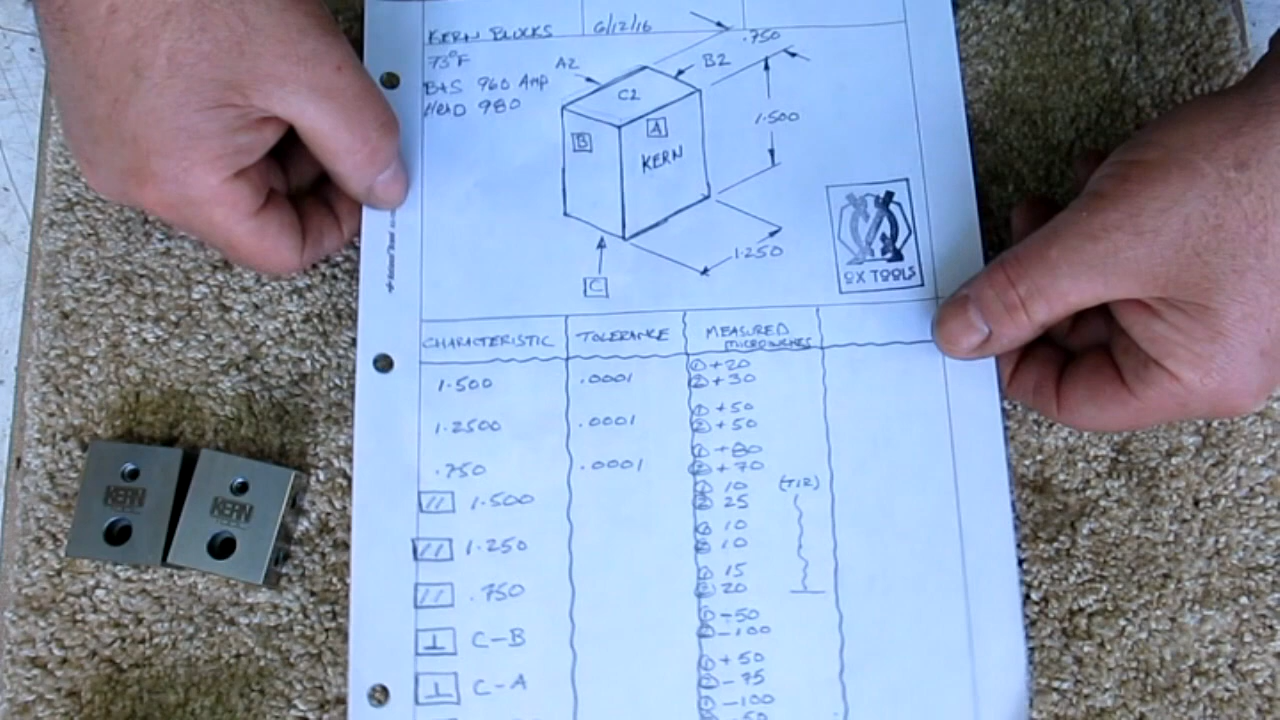 KERN BLOCKS 6/12/16
73°F
B+S 960 Amp
HEAD 980
.750
A2
B2
C2
B
A
KERN
1.500
1.250
C
OX TOOLS
CHARACTERISTIC TOLERANCE MEASURED MICROINCHES
1.500 .0001 ① +20
② +30
1.2500 .0001 ① +50
② +50
.750 .0001 ① +80
② +70
// 1.500 ① 10 (TIR)
② 25
// 1.250 ① 10
② 10
// .750 ① 15
② 20
⊥ C-B ① -50
② -100
⊥ C-A ① +50
② -75
① -100
KERN
KERN